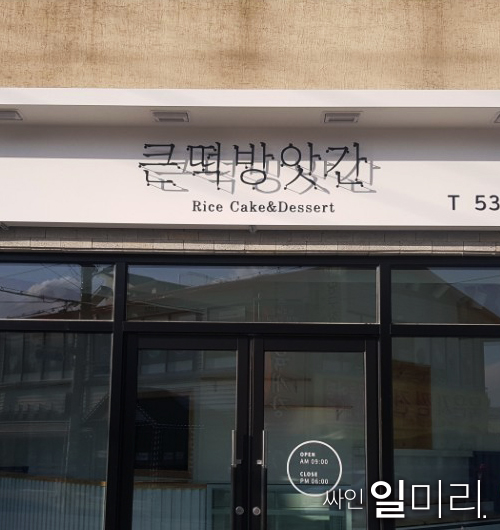 큰떡방앗간
Rice Cake&Dessert
T 53
OPEN
AM 09:00
CLOSE
PM 06:00
싸인 일미리.